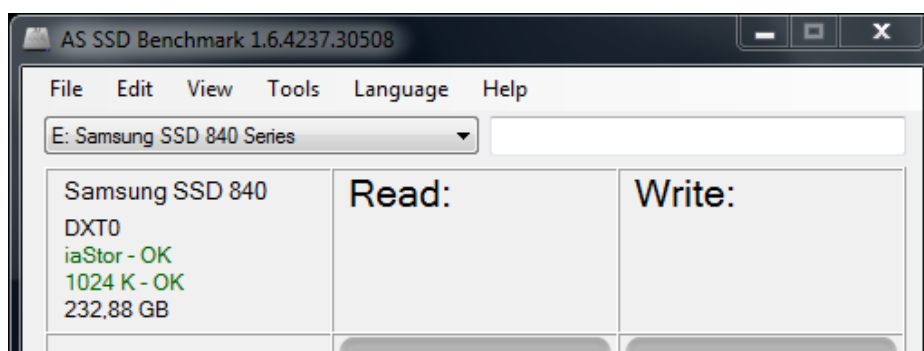 AS SSD Benchmark 1.6.4237.30508
File Edit View Tools Language Help
E: Samsung SSD 840 Series
Samsung SSD 840
DXT0
iaStor - OK
1024 K - OK
232,88 GB
Read:
Write: